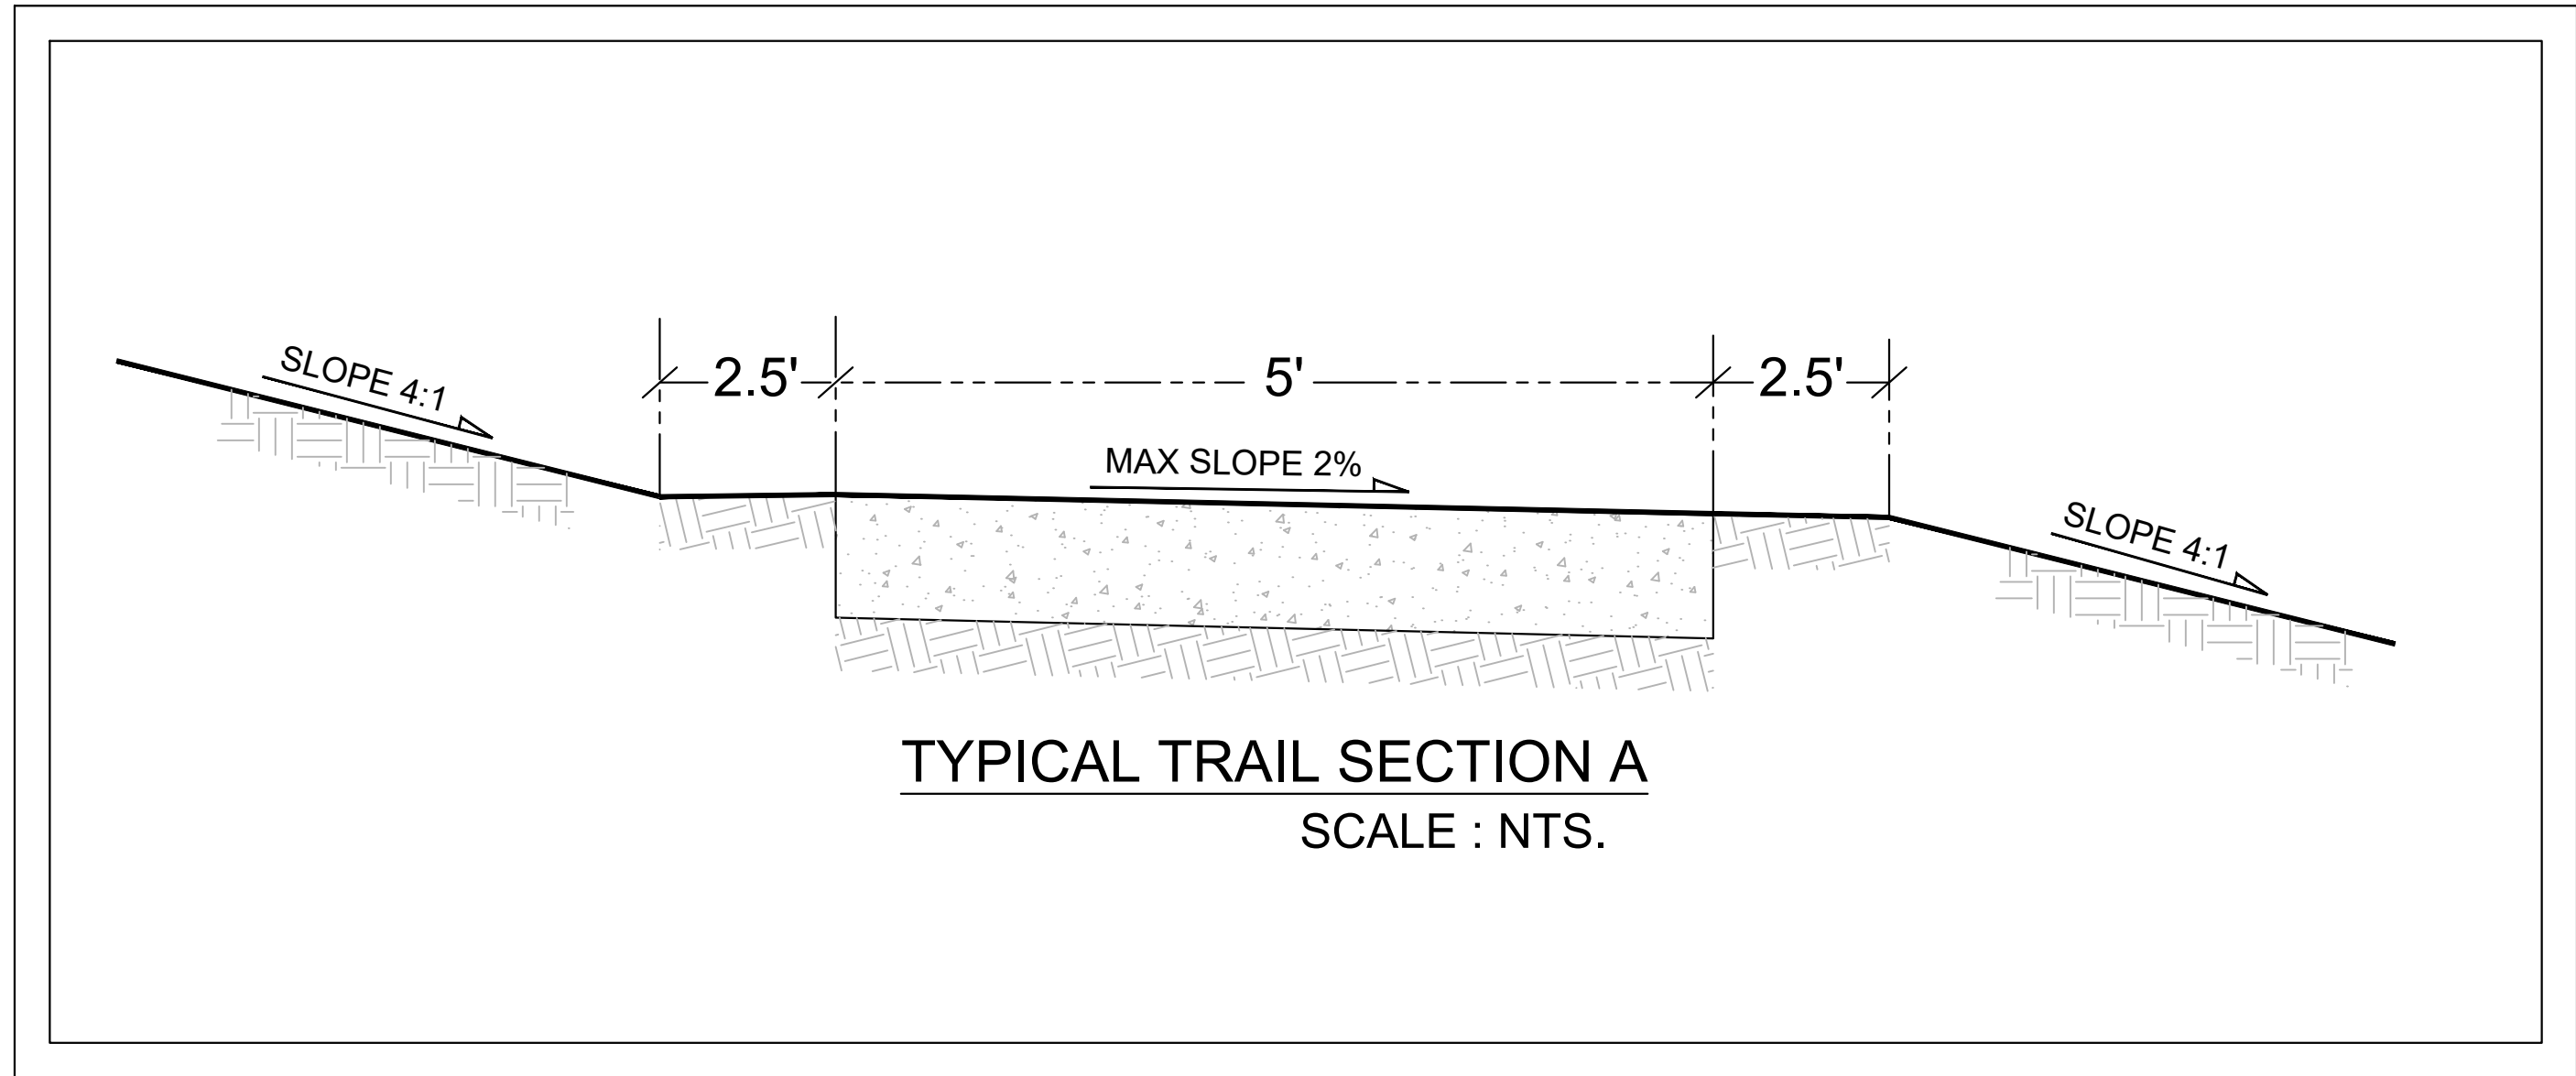 SLOPE 4:1
2.5'
5'
2.5'
MAX SLOPE 2%
SLOPE 4:1
TYPICAL TRAIL SECTION A
SCALE : NTS.